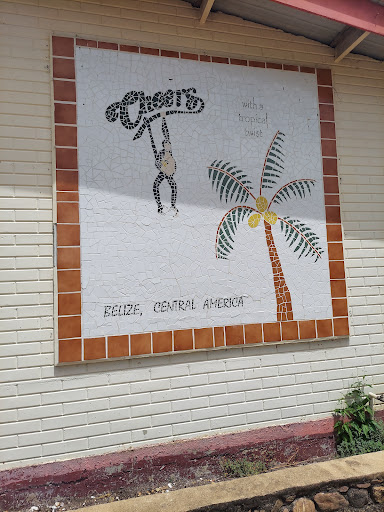 Cheers
with a
tropical
twist
BELIZE, CENTRAL AMERICA